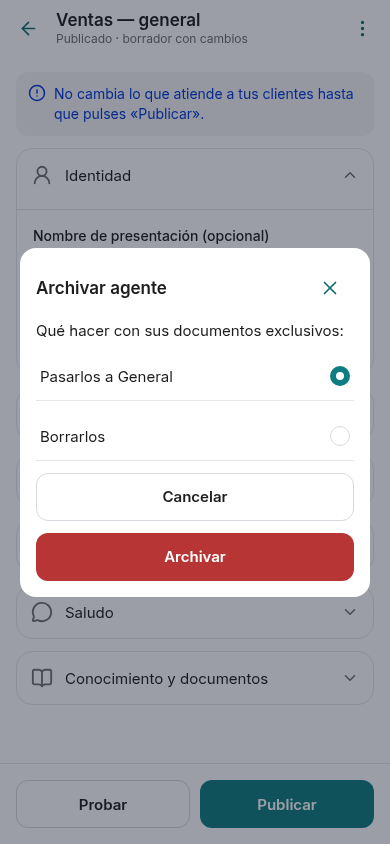 Ventas — general
Publicado · borrador con cambios
No cambia lo que atiende a tus clientes hasta
que pulses «Publicar».
Identidad
Nombre de presentación (opcional)
Archivar agente
Qué hacer con sus documentos exclusivos:
Pasarlos a General
Borrarlos
Cancelar
Archivar
Saludo
Conocimiento y documentos
Probar
Publicar